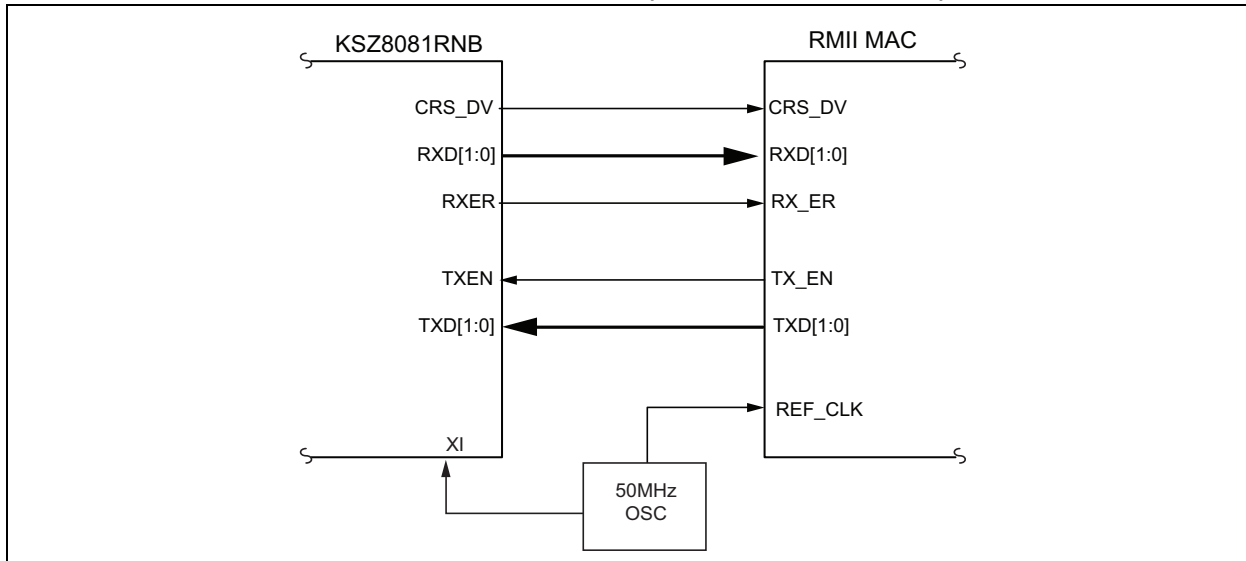 KSZ8081RNB
RMII MAC
CRS_DV
CRS_DV
RXD[1:0]
RXD[1:0]
RXER
RX_ER
TXEN
TX_EN
TXD[1:0]
TXD[1:0]
REF_CLK
XI
50MHz
OSC